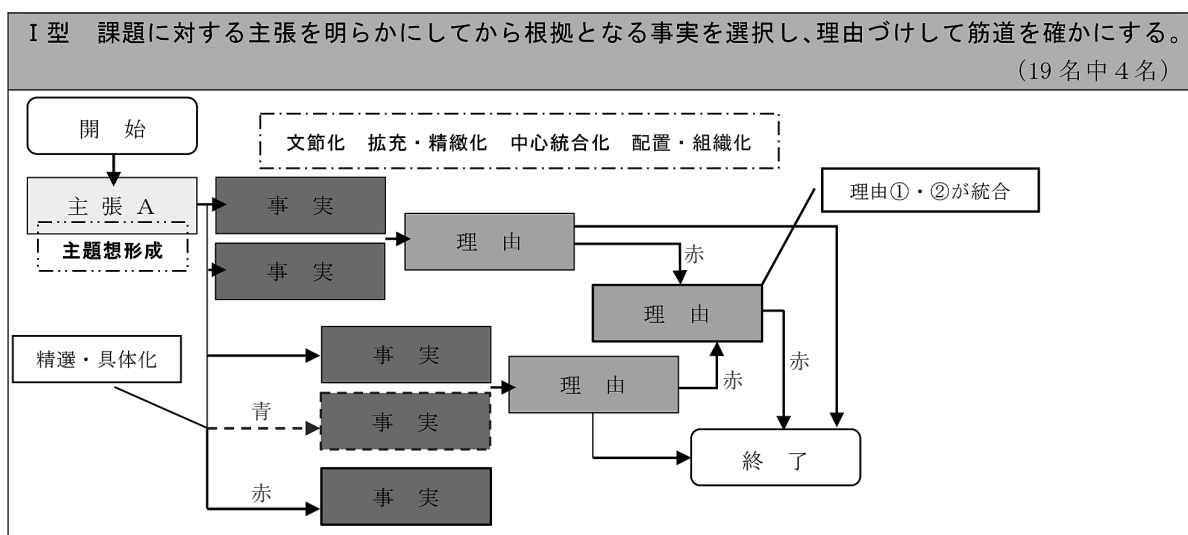 Ⅰ型　課題に対する主張を明らかにしてから根拠となる事実を選択し、理由づけして筋道を確かにする。
（19名中４名）
開　始
文節化　拡充・精緻化　中心統合化　配置・組織化
主 張 A
主題想形成
事　実
事　実
理　由
理由①・②が統合
赤
理　由
精選・具体化
事　実
理　由
赤
赤
青
事　実
終　了
赤
事　実